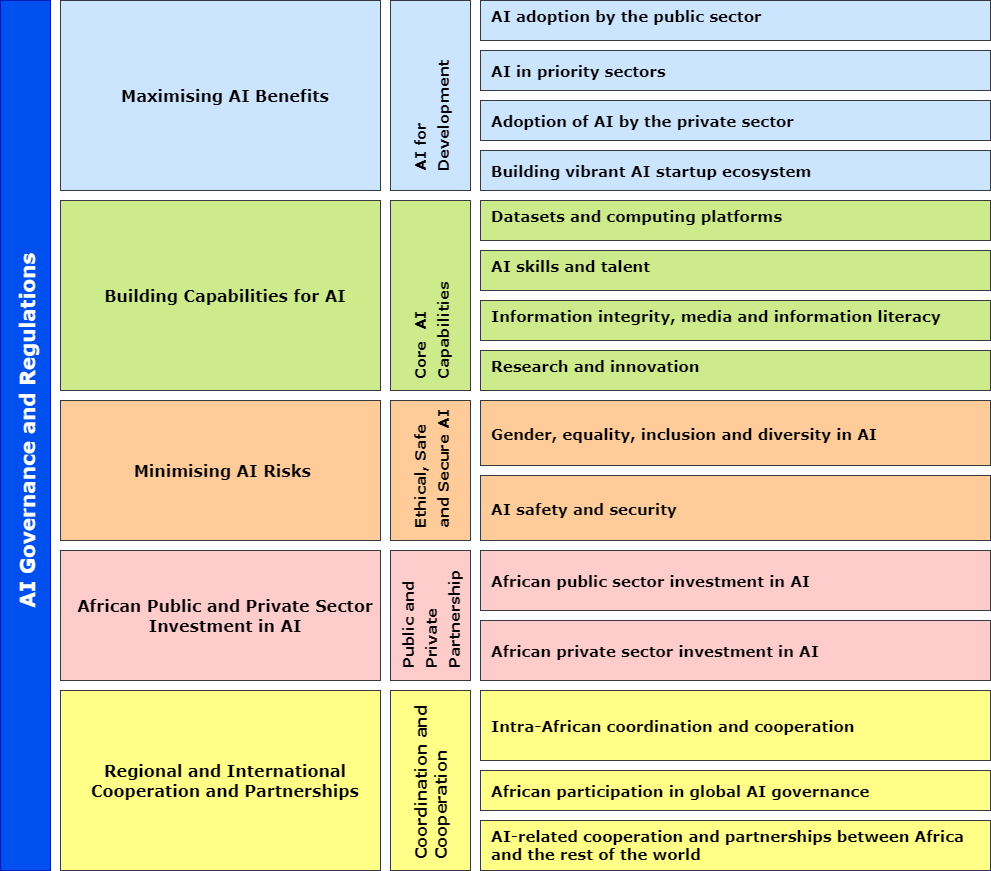 AI Governance and Regulations
Maximising AI Benefits
AI for
Development
AI adoption by the public sector
AI in priority sectors
Adoption of AI by the private sector
Building vibrant AI startup ecosystem
Building Capabilities for AI
Core AI
Capabilities
Datasets and computing platforms
AI skills and talent
Information integrity, media and information literacy
Research and innovation
Minimising AI Risks
Ethical, Safe
and Secure AI
Gender, equality, inclusion and diversity in AI
AI safety and security
African Public and Private Sector
Investment in AI
Public and
Private
Partnership
African public sector investment in AI
African private sector investment in AI
Regional and International
Cooperation and Partnerships
Coordination and
Cooperation
Intra-African coordination and cooperation
African participation in global AI governance
AI-related cooperation and partnerships between Africa
and the rest of the world